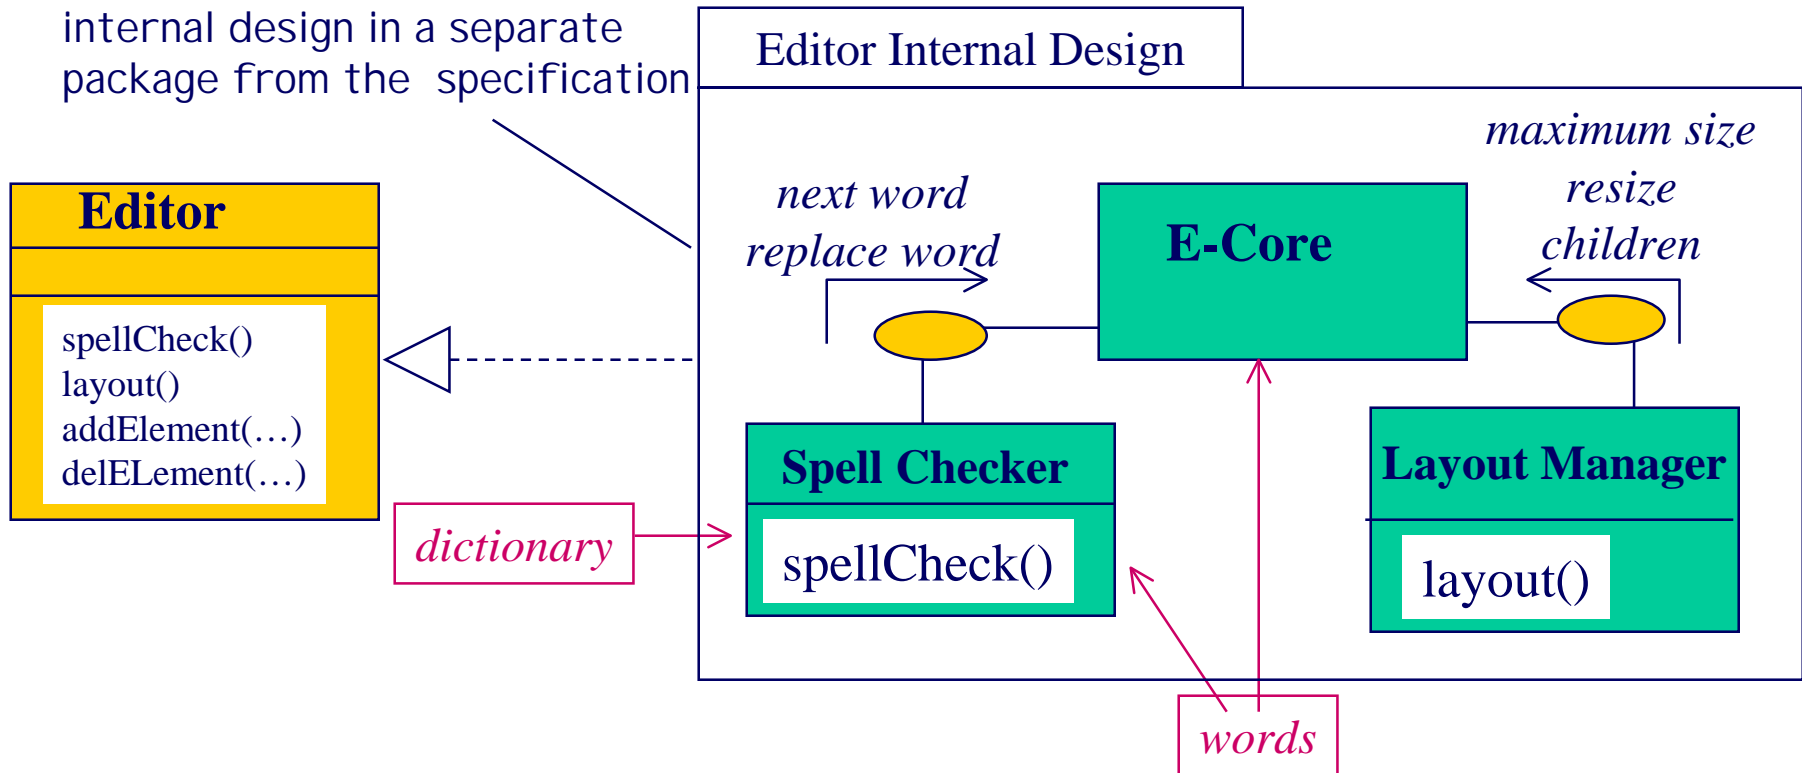 internal design in a separate
package from the specification
Editor Internal Design
Editor
spellCheck()
layout()
addElement(…)
delELement(…)
next word
replace word
E-Core
maximum size
resize
children
Spell Checker
spellCheck()
Layout Manager
layout()
dictionary
words